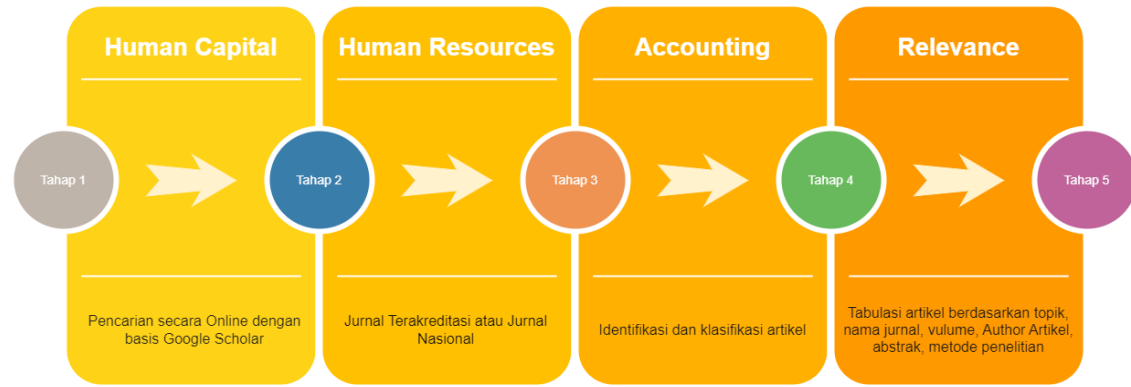 Human Capital
Human Resources
Accounting
Relevance
Tahap 1
Tahap 2
Tahap 3
Tahap 4
Tahap 5
Pencarian secara Online dengan
basis Google Scholar
Jurnal Terakreditasi atau Jurnal
Nasional
Identifikasi dan klasifikasi artikel
Tabulasi artikel berdasarkan topik,
nama jurnal, vulume, Author Artikel,
abstrak, metode penelitian